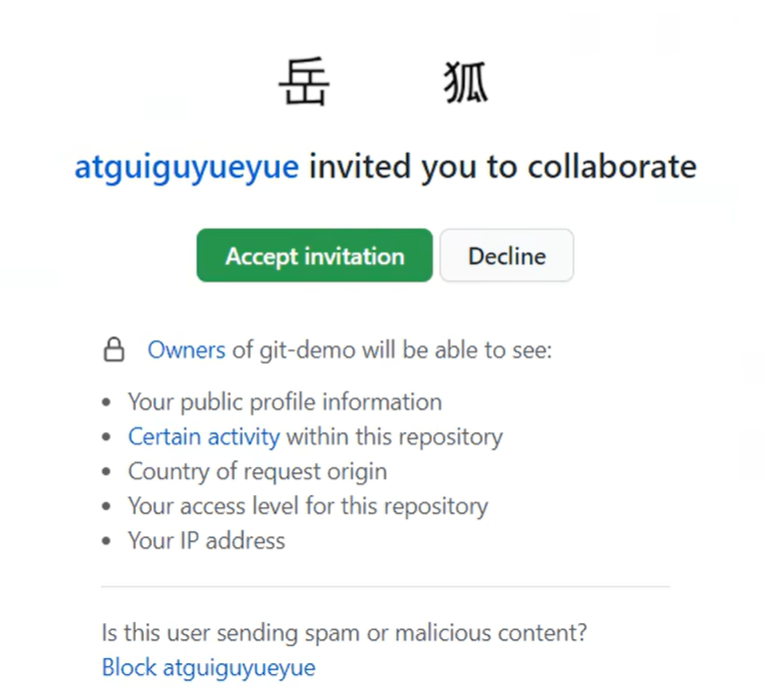 岳 狐
atguiguyueyue invited you to collaborate
Accept invitation Decline
Owners of git-demo will be able to see:
• Your public profile information
• Certain activity within this repository
• Country of request origin
• Your access level for this repository
• Your IP address
Is this user sending spam or malicious content?
Block atguiguyueyue